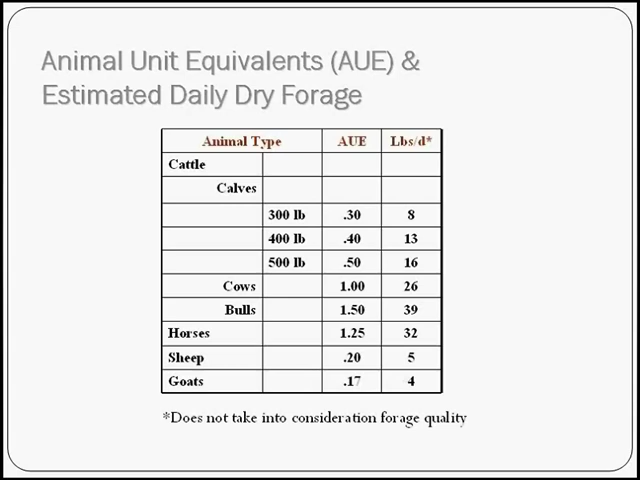 Animal Unit Equivalents (AUE) &
Estimated Daily Dry Forage
Animal Type AUE Lbs/d*
Cattle
Calves
300 lb .30 8
400 lb .40 13
500 lb .50 16
Cows 1.00 26
Bulls 1.50 39
Horses 1.25 32
Sheep .20 5
Goats .17 4
*Does not take into consideration forage quality